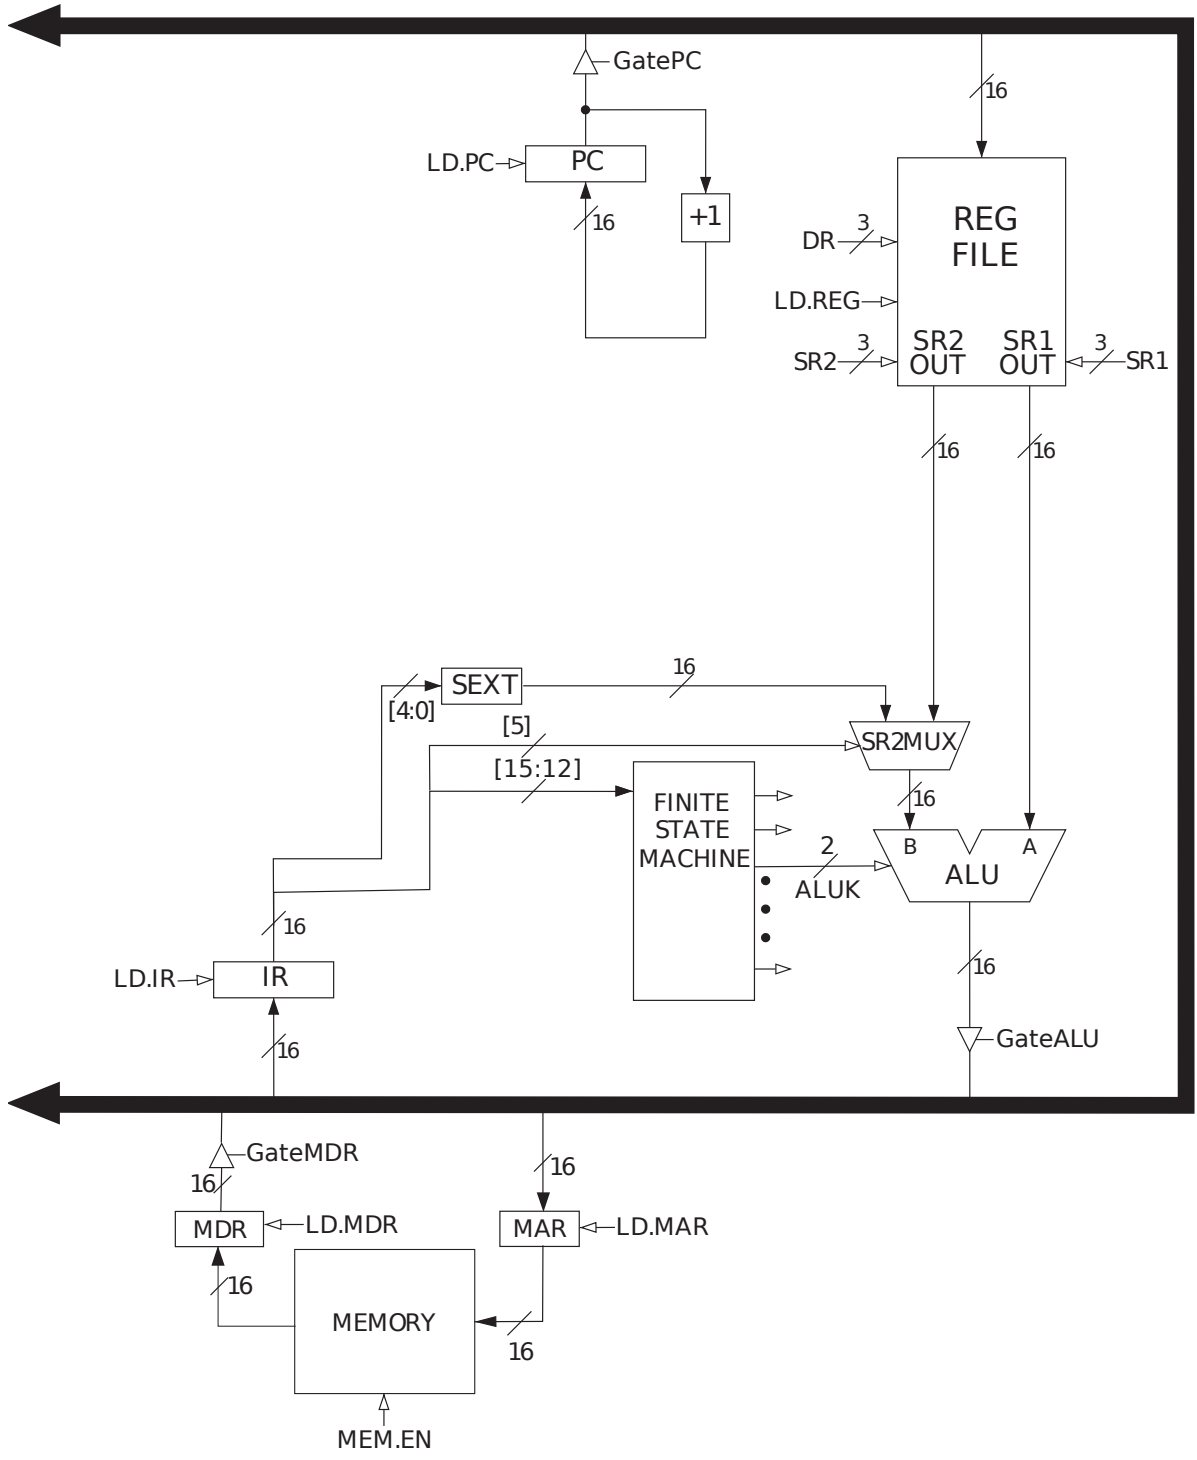 GatePC
16
LD.PC
PC
16
+1
REG
FILE
DR
3
LD.REG
SR2
3
SR2
OUT
SR1
OUT
3
SR1
16
16
SEXT
16
[4:0]
[5]
SR2MUX
[15:12]
16
FINITE
STATE
MACHINE
2
ALUK
B
A
ALU
16
LD.IR
IR
16
16
GateALU
GateMDR
16
MDR
LD.MDR
16
MAR
LD.MAR
16
MEMORY
16
MEM.EN